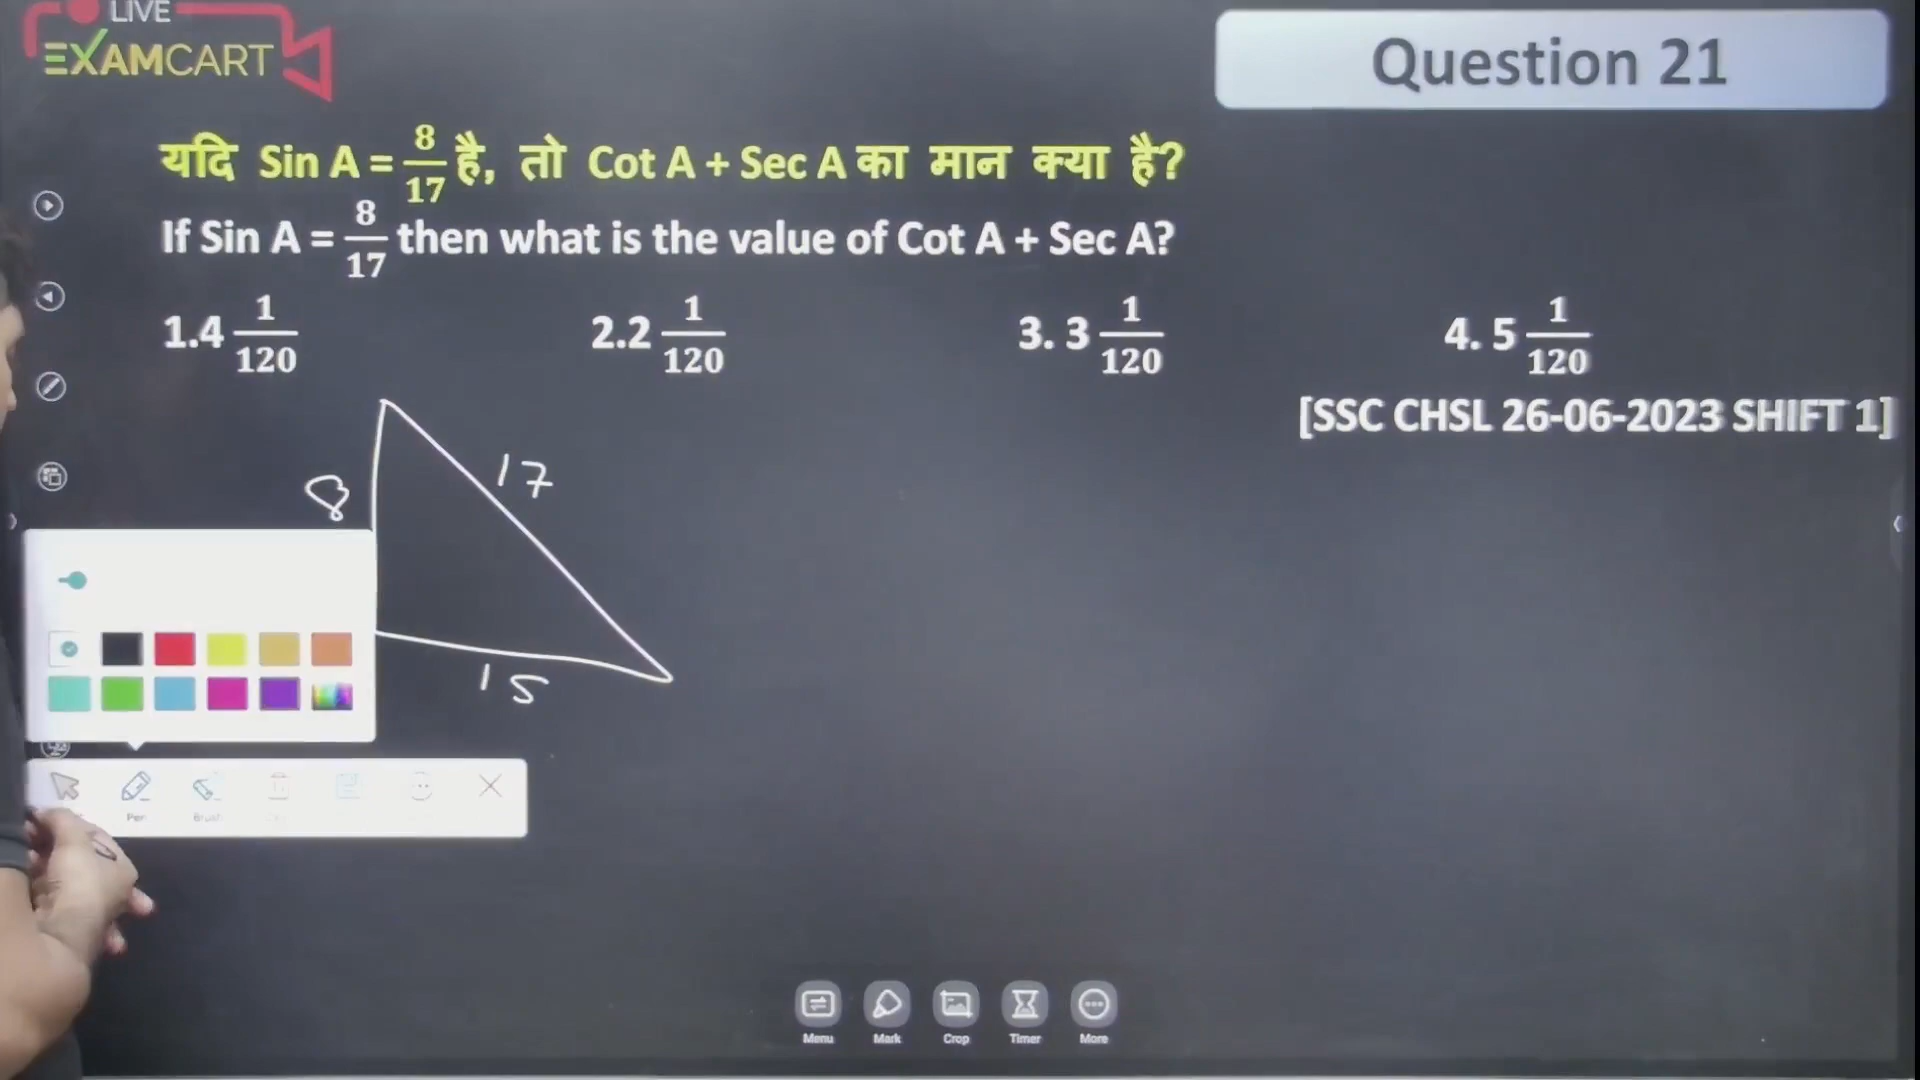 LIVE
EXAMCART
Question 21
यदि Sin A = 8/17 है, तो Cot A + Sec A का मान क्या है?
If Sin A = 8/17 then what is the value of Cot A + Sec A?
1.4 1/120 2.2 1/120 3. 3 1/120 4. 5 1/120
[SSC CHSL 26-06-2023 SHIFT 1]
17
8
15
Pen Brush
Menu Mark Crop Timer More